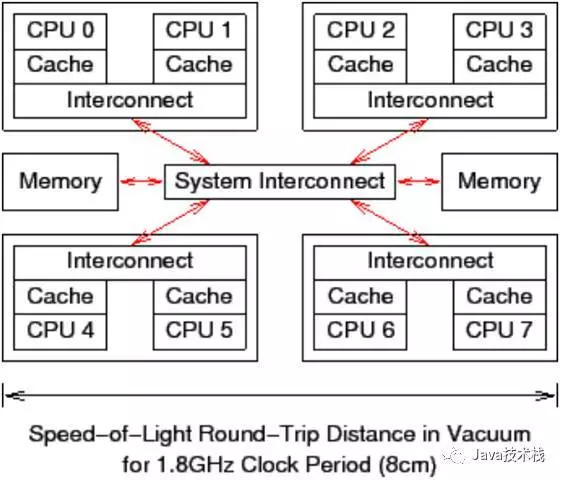 CPU 0 CPU 1 CPU 2 CPU 3
Cache Cache Cache Cache
Interconnect Interconnect
Memory System Interconnect Memory
Interconnect Interconnect
Cache Cache Cache Cache
CPU 4 CPU 5 CPU 6 CPU 7
Speed-of-Light Round-Trip Distance in Vacuum
for 1.8GHz Clock Period (8cm)
Java技术栈